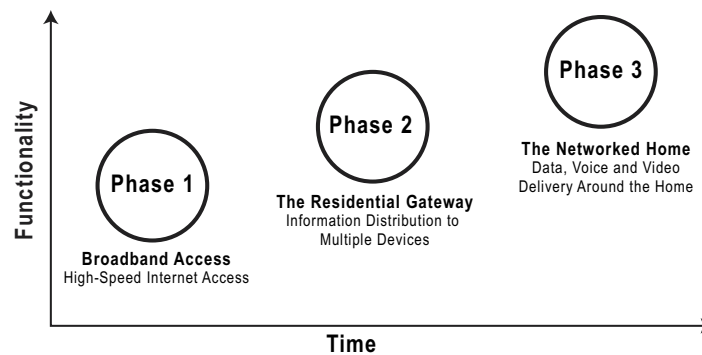 Functionality
Phase 1
Broadband Access
High-Speed Internet Access
Phase 2
The Residential Gateway
Information Distribution to
Multiple Devices
Phase 3
The Networked Home
Data, Voice and Video
Delivery Around the Home
Time